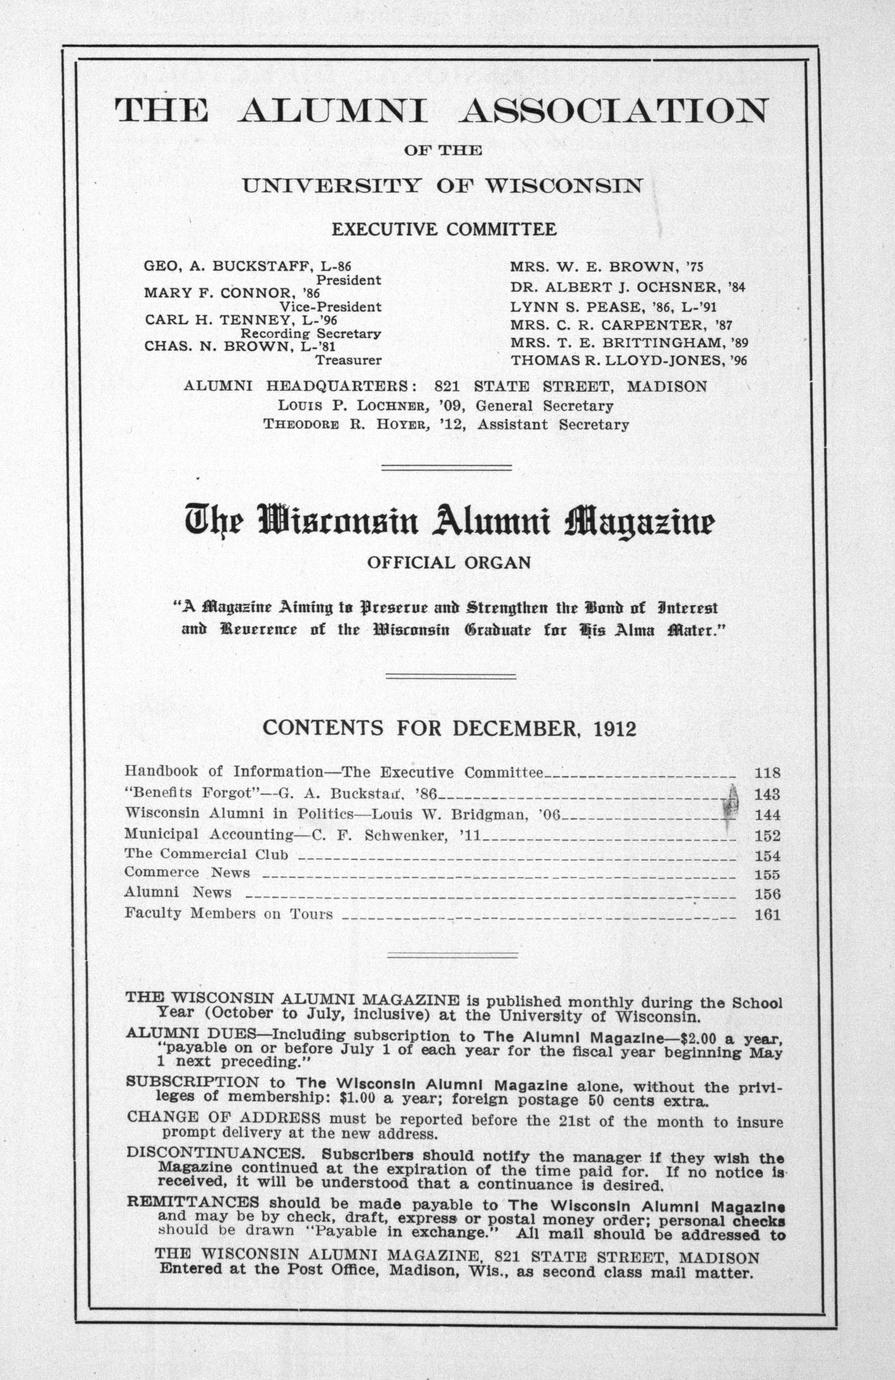 THE ALUMNI ASSOCIATION
OF THE
UNIVERSITY OF WISCONSIN
EXECUTIVE COMMITTEE
GEO, A. BUCKSTAFF, L-86
President
MARY F. CONNOR, '86
Vice-President
CARL H. TENNEY, L-'96
Recording Secretary
CHAS. N. BROWN, L-'81
Treasurer
MRS. W. E. BROWN, '75
DR. ALBERT J. OCHSNER, '84
LYNN S. PEASE, '86, L-'91
MRS. C. R. CARPENTER, '87
MRS. T. E. BRITTINGHAM, '89
THOMAS R. LLOYD-JONES, '96
ALUMNI HEADQUARTERS: 821 STATE STREET, MADISON
LOUIS P. LOCHNER, '09, General Secretary
THEODORE R. HOYER, '12, Assistant Secretary
The Wisconsin Alumni Magazine
OFFICIAL ORGAN
"A Magazine Aiming to Preserve and Strengthen the Bond of Interest
and Reverence of the Wisconsin Graduate for His Alma Mater."
CONTENTS FOR DECEMBER, 1912
Handbook of Information—The Executive Committee 118
"Benefits Forgot"—G. A. Buckstaff, '86 143
Wisconsin Alumni in Politics—Louis W. Bridgman, '06 144
Municipal Accounting—C. F. Schwenker, '11 152
The Commercial Club 154
Commerce News 155
Alumni News 156
Faculty Members on Tours 161
THE WISCONSIN ALUMNI MAGAZINE is published monthly during the School
Year (October to July, inclusive) at the University of Wisconsin.
ALUMNI DUES—Including subscription to The Alumni Magazine—$2.00 a year,
"payable on or before July 1 of each year for the fiscal year beginning May
1 next preceding."
SUBSCRIPTION to The Wisconsin Alumni Magazine alone, without the privi-
leges of membership: $1.00 a year; foreign postage 50 cents extra.
CHANGE OF ADDRESS must be reported before the 21st of the month to insure
prompt delivery at the new address.
DISCONTINUANCES. Subscribers should notify the manager if they wish the
Magazine continued at the expiration of the time paid for. If no notice is
received, it will be understood that a continuance is desired.
REMITTANCES should be made payable to The Wisconsin Alumni Magazine
and may be by check, draft, express or postal money order; personal checks
should be drawn "Payable in exchange." All mail should be addressed to
THE WISCONSIN ALUMNI MAGAZINE, 821 STATE STREET, MADISON
Entered at the Post Office, Madison, Wis., as second class mail matter.